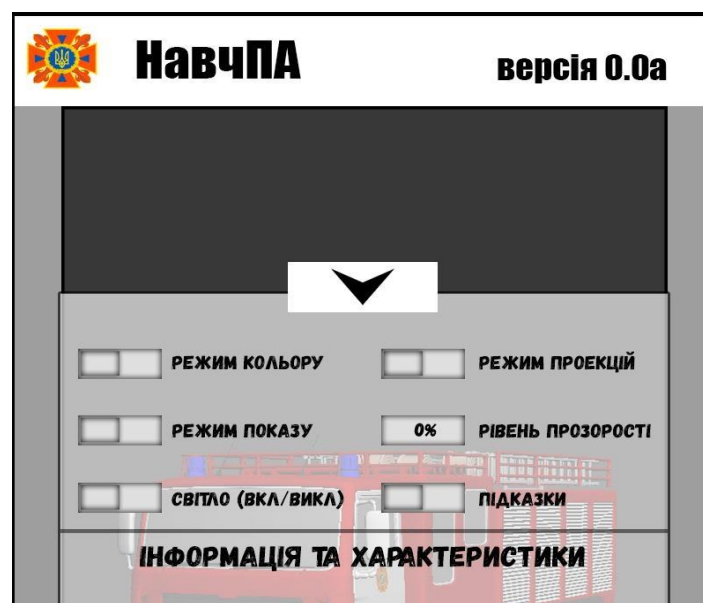 НавчПА версія 0.0а
РЕЖИМ КОЛЬОРУ РЕЖИМ ПРОЕКЦІЙ
РЕЖИМ ПОКАЗУ 0% РІВЕНЬ ПРОЗОРОСТІ
СВІТЛО (ВКЛ/ВИКЛ) ПІДКАЗКИ
ІНФОРМАЦІЯ ТА ХАРАКТЕРИСТИКИ